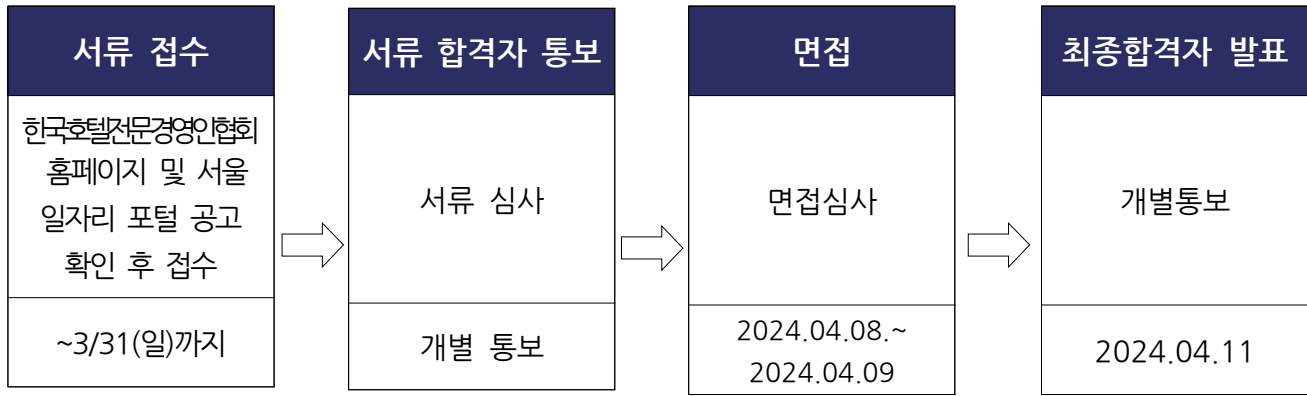 서류 접수
한국호텔전문경영인협회
홈페이지 및 서울
일자리 포털 공고
확인 후 접수
~3/31(일)까지
서류 합격자 통보
서류 심사
개별 통보
면접
면접심사
2024.04.08.~
2024.04.09
최종합격자 발표
개별통보
2024.04.11